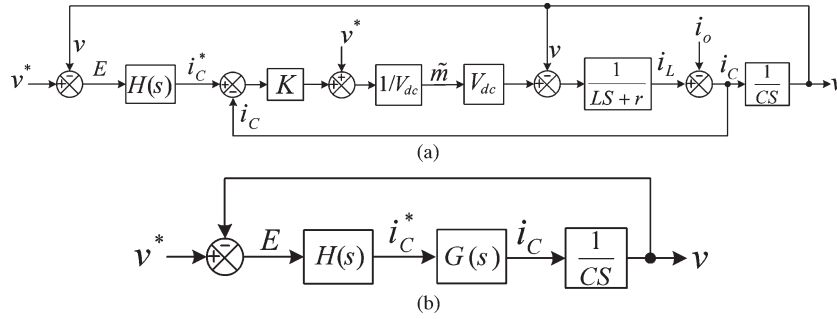 v
v*
v
i_o
v*
E
H(s)
i_C^*
K
1/V_dc
m̃
V_dc
1
LS + r
i_L
i_C
1
CS
v
i_C
(a)
v*
E
H(s)
i_C^*
G(s)
i_C
1
CS
v
(b)